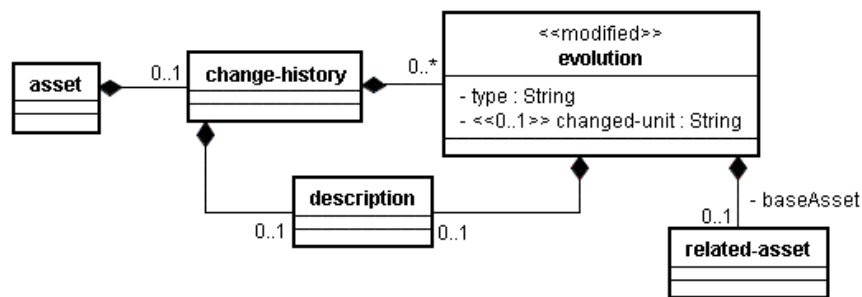 <<modified>>
evolution
- type : String
- <<0..1>> changed-unit : String
asset
0..1
change-history
0..*
description
0..1
0..1
- baseAsset
0..1
related-asset